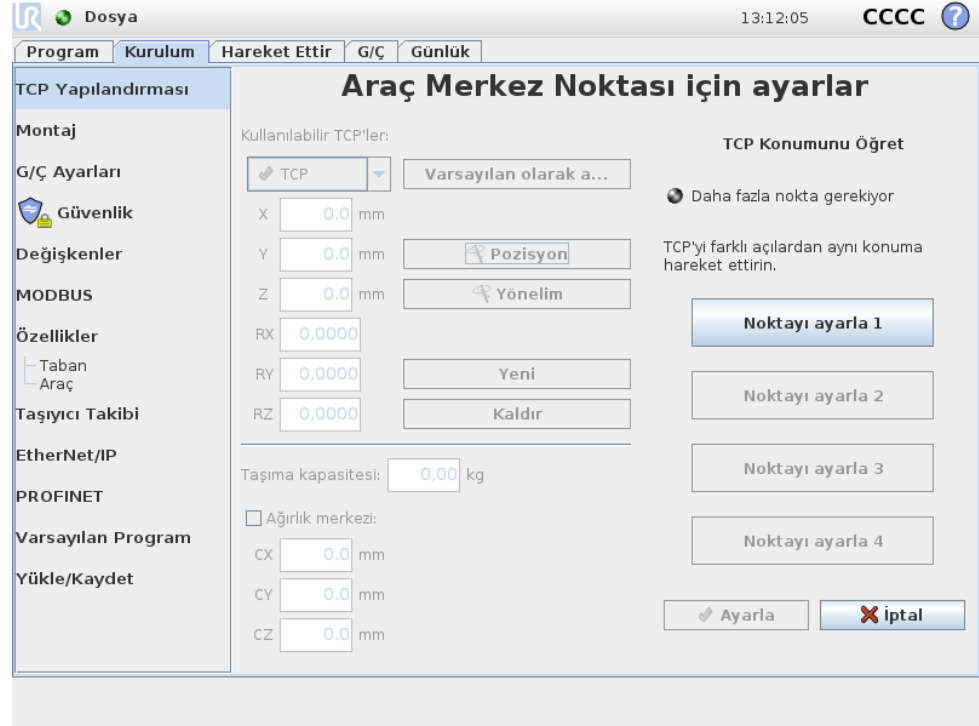 UR Dosya 13:12:05 CCCC ?
Program Kurulum Hareket Ettir G/Ç Günlük
TCP Yapılandırması
Montaj
G/Ç Ayarları
Güvenlik
Değişkenler
MODBUS
Özellikler
Taban
Araç
Taşıyıcı Takibi
EtherNet/IP
PROFINET
Varsayılan Program
Yükle/Kaydet
Araç Merkez Noktası için ayarlar
Kullanılabilir TCP'ler:
TCP Varsayılan olarak a...
X 0.0 mm
Y 0.0 mm Pozisyon
Z 0.0 mm Yönelim
RX 0,0000
RY 0,0000 Yeni
RZ 0,0000 Kaldır
Taşıma kapasitesi: 0,00 kg
Ağırlık merkezi:
CX 0.0 mm
CY 0.0 mm
CZ 0.0 mm
TCP Konumunu Öğret
Daha fazla nokta gerekiyor
TCP'yi farklı açılardan aynı konuma
hareket ettirin.
Noktayı ayarla 1
Noktayı ayarla 2
Noktayı ayarla 3
Noktayı ayarla 4
Ayarla İptal